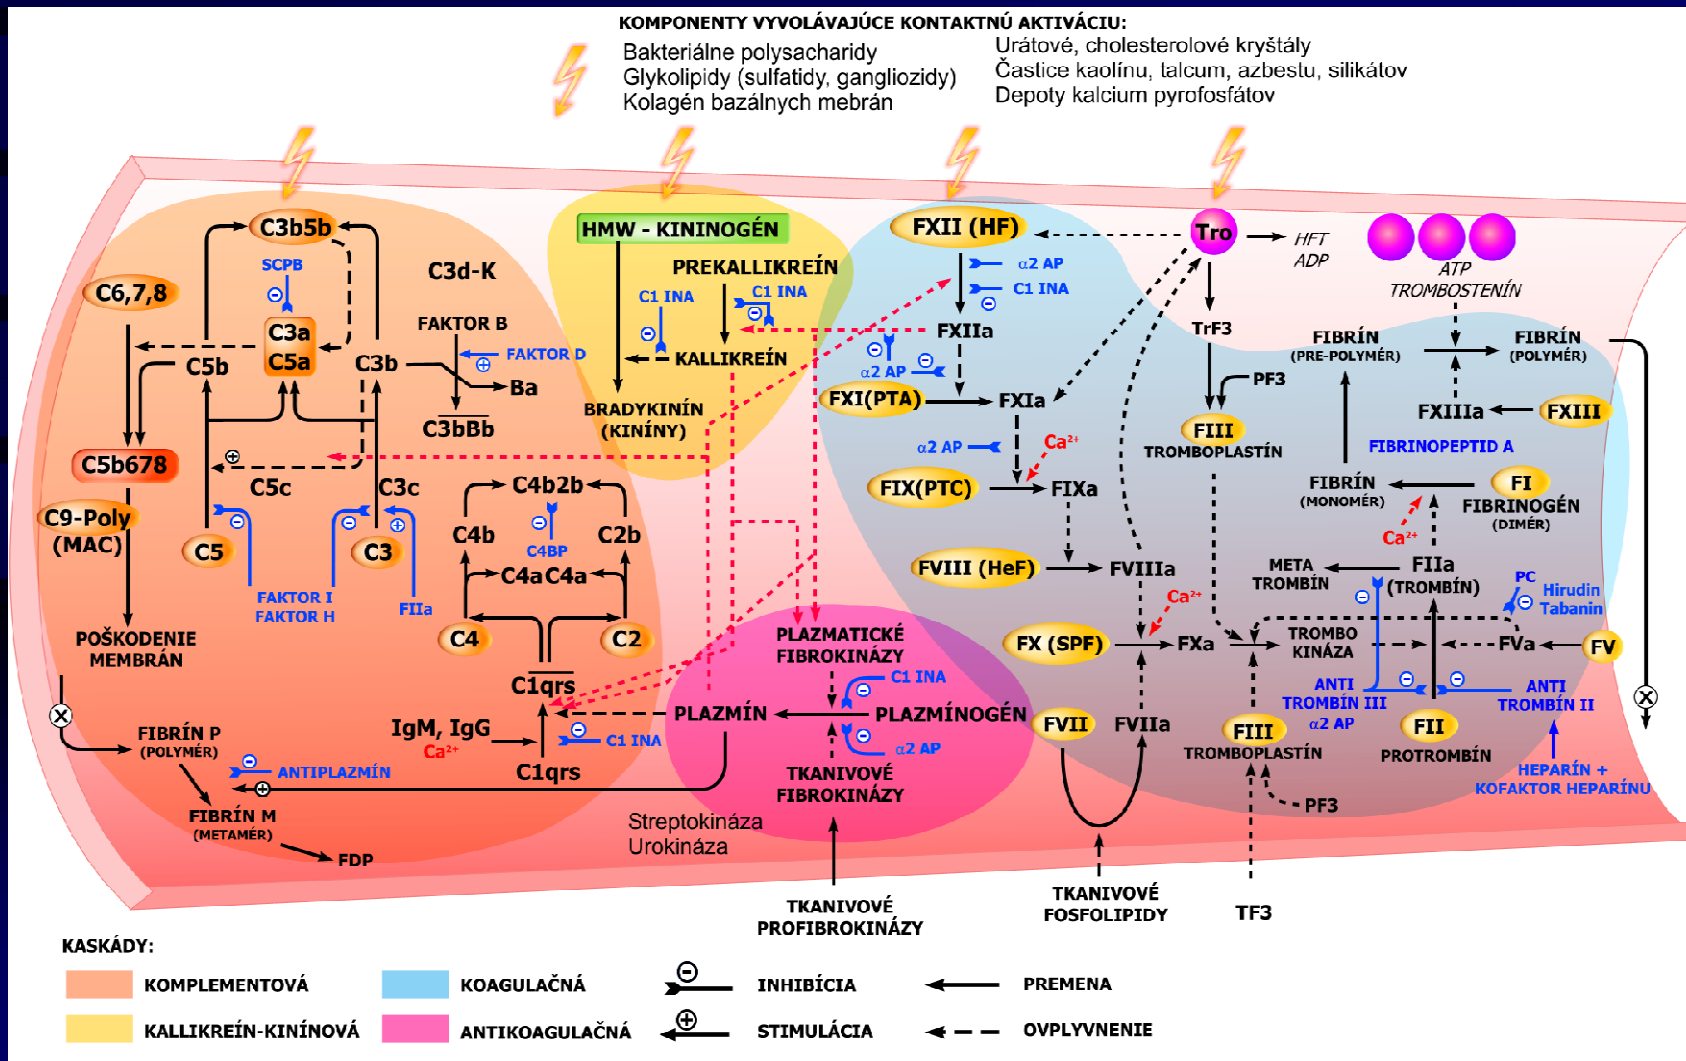 KOMPONENTY VYVOLÁVAJÚCE KONTAKTNÚ AKTIVÁCIU:
Bakteriálne polysacharidy
Glykolipidy (sulfatidy, gangliozidy)
Kolagén bazálnych mebrán
Urátové, cholesterolové kryštály
Častice kaolínu, talcum, azbestu, silikátov
Depoty kalcium pyrofosfátov
C3b5b
SCPB
C3d-K
C6,7,8
C3a
C5a
C5b
C3b
FAKTOR B
FAKTOR D
Ba
C3bBb
C5b678
C5c
C3c
C9-Poly
(MAC)
C5
C3
FAKTOR I
FAKTOR H
FIIa
POŠKODENIE
MEMBRÁN
C4b2b
C4b
C2b
C4BP
C4a
C4a
C4
C2
C1qrs
IgM, IgG
Ca²⁺
C1 INA
C1qrs
X
FIBRÍN P
(POLYMÉR)
ANTIPLAZMÍN
FIBRÍN M
(METAMÉR)
FDP
HMW - KININOGÉN
PREKALLIKREÍN
C1 INA
C1 INA
KALLIKREÍN
BRADYKINÍN
(KINÍNY)
PLAZMATICKÉ
FIBROKINÁZY
C1 INA
PLAZMÍN
PLAZMÍNOGÉN
α2 AP
TKANIVOVÉ
FIBROKINÁZY
Streptokináza
Urokináza
TKANIVOVÉ
PROFIBROKINÁZY
FXII (HF)
α2 AP
C1 INA
FXIIa
α2 AP
FXI(PTA)
FXIa
α2 AP
Ca²⁺
FIX(PTC)
FIXa
FVIII (HeF)
FVIIIa
Ca²⁺
FX (SPF)
FXa
FVII
FVIIa
TKANIVOVÉ
FOSFOLIPIDY
Tro
HFT
ADP
TrF3
PF3
FIII
TROMBOPLASTÍN
ATP
TROMBOSTENÍN
FIBRÍN
(PRE-POLYMÉR)
FIBRÍN
(POLYMÉR)
FXIIIa
FXIII
FIBRINOPEPTID A
FIBRÍN
(MONOMÉR)
FI
FIBRINOGÉN
(DIMÉR)
Ca²⁺
META
TROMBÍN
FIIa
(TROMBÍN)
PC
Hirudin
Tabanin
TROMBO
KINÁZA
FVa
FV
ANTI
TROMBÍN III
α2 AP
ANTI
TROMBÍN II
FII
PROTROMBÍN
FIII
TROMBOPLASTÍN
PF3
HEPARÍN +
KOFAKTOR HEPARÍNU
X
TF3
KASKÁDY:
KOMPLEMENTOVÁ
KOAGULAČNÁ
INHIBÍCIA
PREMENA
KALLIKREÍN-KINÍNOVÁ
ANTIKOAGULAČNÁ
STIMULÁCIA
OVPLYVNENIE